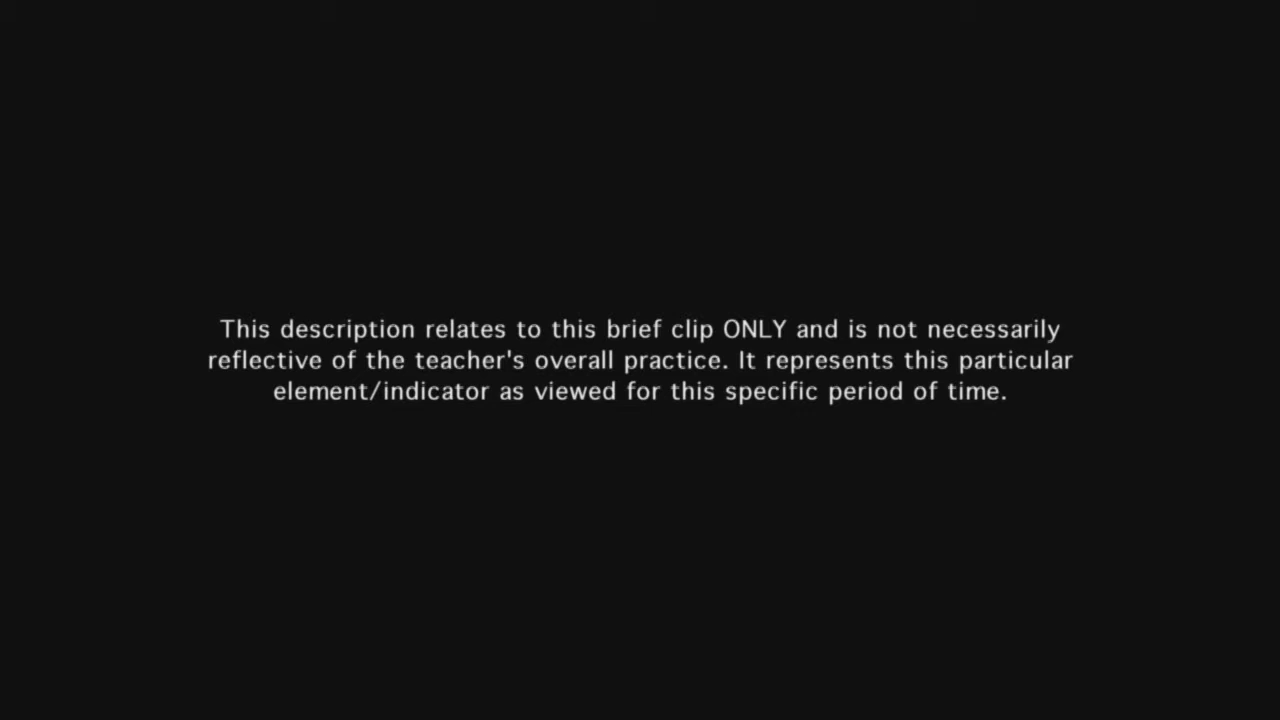 This description relates to this brief clip ONLY and is not necessarily
reflective of the teacher's overall practice. It represents this particular
element/indicator as viewed for this specific period of time.